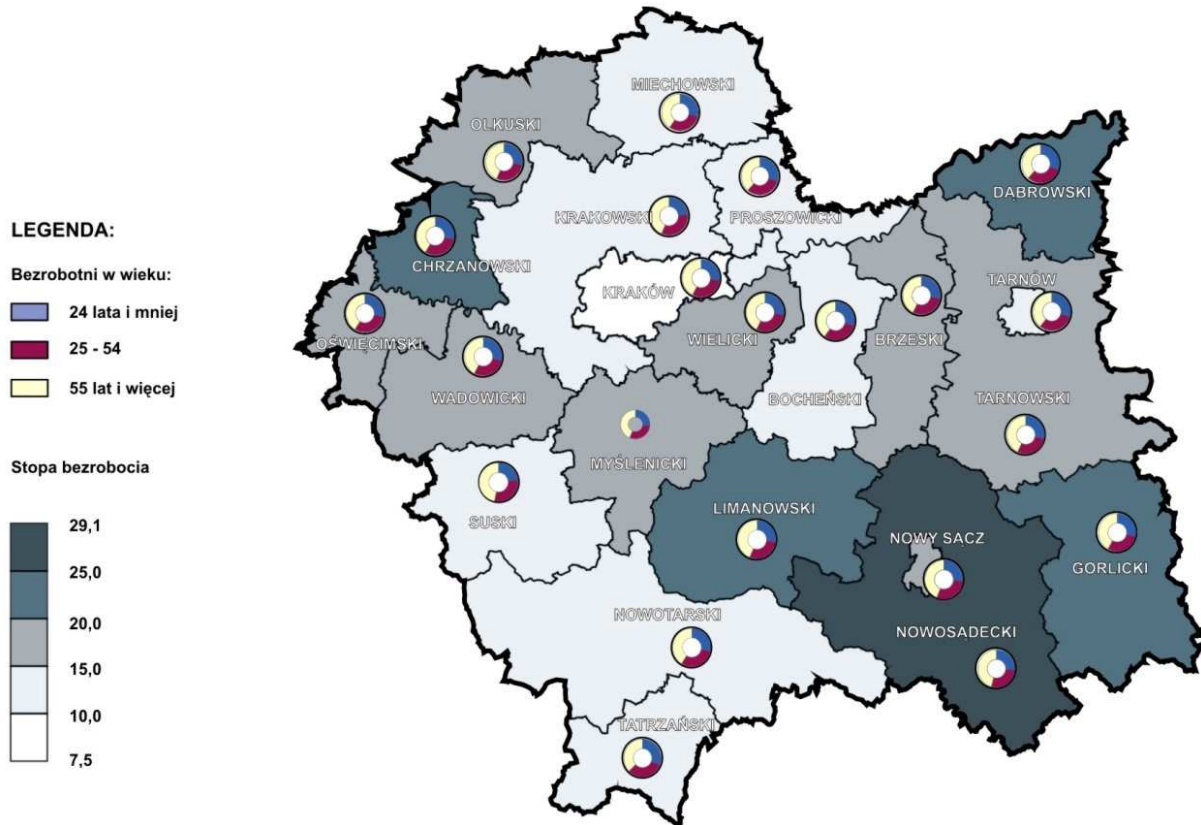 LEGENDA:
Bezrobotni w wieku:
24 lata i mniej
25 - 54
55 lat i więcej
Stopa bezrobocia
29,1
25,0
20,0
15,0
10,0
7,5
MIECHOWSKI
OLKUSKI
DĄBROWSKI
KRAKOWSKI
PROSZOWICKI
CHRZANOWSKI
TARNÓW
KRAKÓW
OŚWIĘCIMSKI
WIELICKI
BRZESKI
WADOWICKI
BOCHEŃSKI
TARNOWSKI
MYŚLENICKI
LIMANOWSKI
SUSKI
NOWY SĄCZ
GORLICKI
NOWOTARSKI
NOWOSADECKI
TATRZAŃSKI